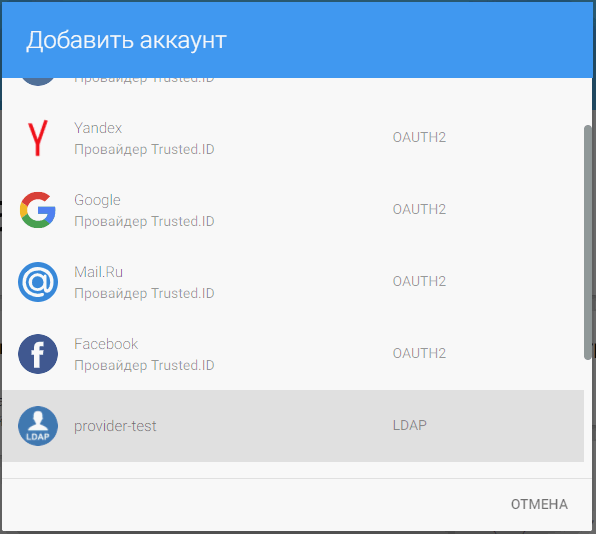 Добавить аккаунт
Провайдер Trusted.ID
Yandex
Провайдер Trusted.ID
OAUTH2
Google
Провайдер Trusted.ID
OAUTH2
Mail.Ru
Провайдер Trusted.ID
OAUTH2
Facebook
Провайдер Trusted.ID
OAUTH2
LDAP
provider-test
LDAP
ОТМЕНА